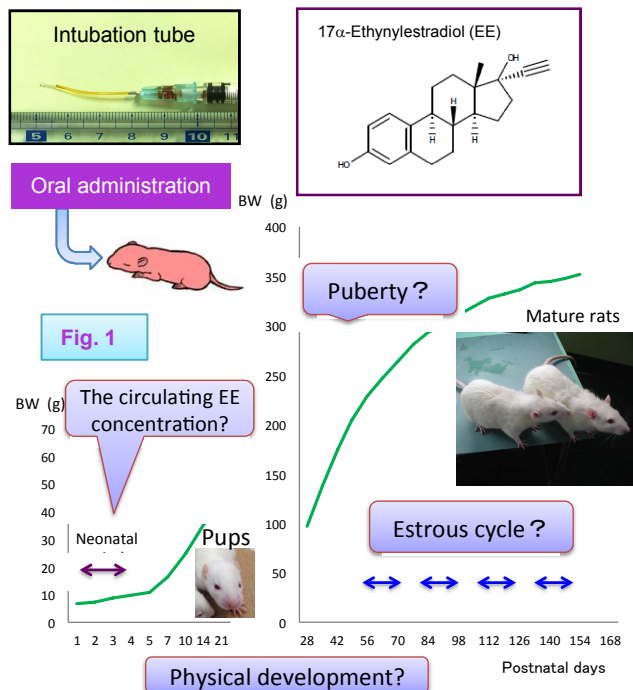 Intubation tube
5 6 7 8 9 10 11
17α-Ethynylestradiol (EE)
OH
H
H
H
HO
Oral administration
Fig. 1
BW (g)
400
350
300
250
200
150
100
50
0
Puberty ?
Mature rats
The circulating EE
concentration?
BW (g)
70
60
50
40
30
20
10
0
Neonatal
Pups
Estrous cycle ?
1 2 3 4 5 7 10 14 21
28 42 56 70 84 98 112 126 140 154 168
Postnatal days
Physical development?